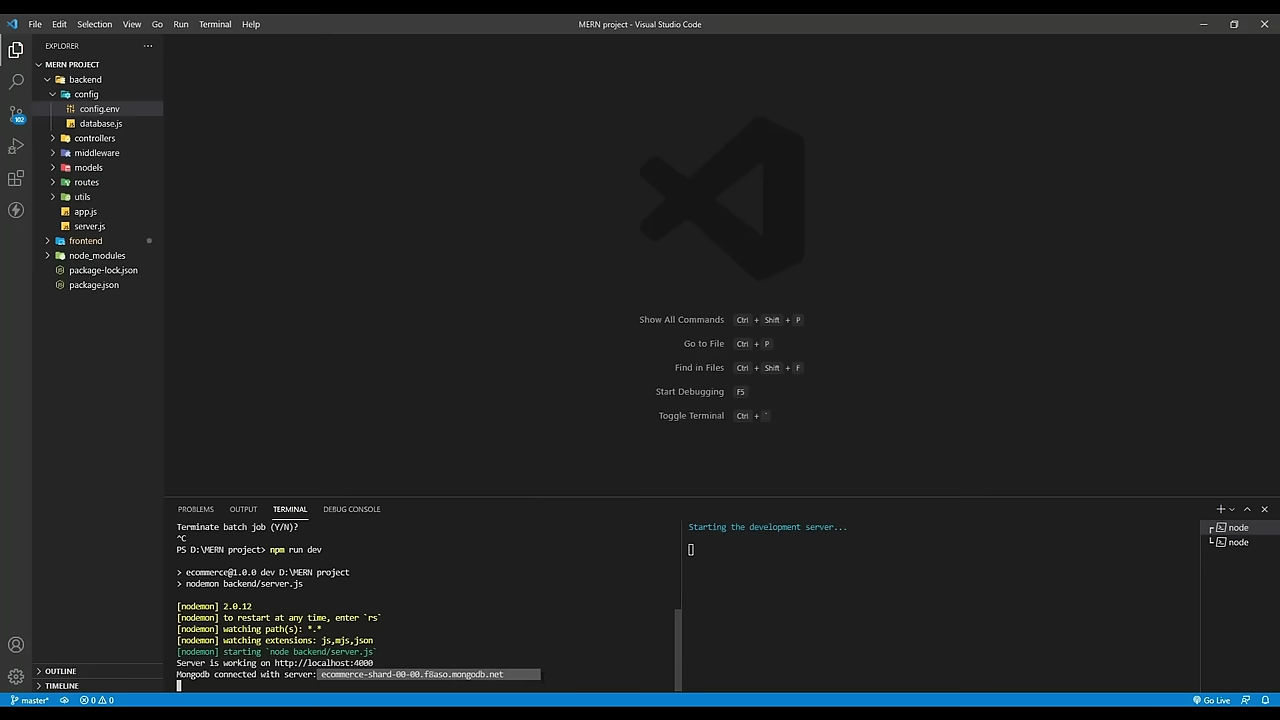 File Edit Selection View Go Run Terminal Help
MERN project - Visual Studio Code
EXPLORER
MERN PROJECT
backend
config
config.env
database.js
controllers
middleware
models
routes
utils
app.js
server.js
frontend
node_modules
package-lock.json
package.json
OUTLINE
TIMELINE
102
Show All Commands Ctrl + Shift + P
Go to File Ctrl + P
Find in Files Ctrl + Shift + F
Start Debugging F5
Toggle Terminal Ctrl + `
PROBLEMS OUTPUT TERMINAL DEBUG CONSOLE
Terminate batch job (Y/N)?
^C
PS D:\MERN project> npm run dev
> ecommerce@1.0.0 dev D:\MERN project
> nodemon backend/server.js
[nodemon] 2.0.12
[nodemon] to restart at any time, enter `rs`
[nodemon] watching path(s): *.*
[nodemon] watching extensions: js,mjs,json
[nodemon] starting `node backend/server.js`
Server is working on http://localhost:4000
Mongodb connected with server: ecommerce-shard-00-00.f8aso.mongodb.net
Starting the development server...
node
node
master* 0 0
Go Live